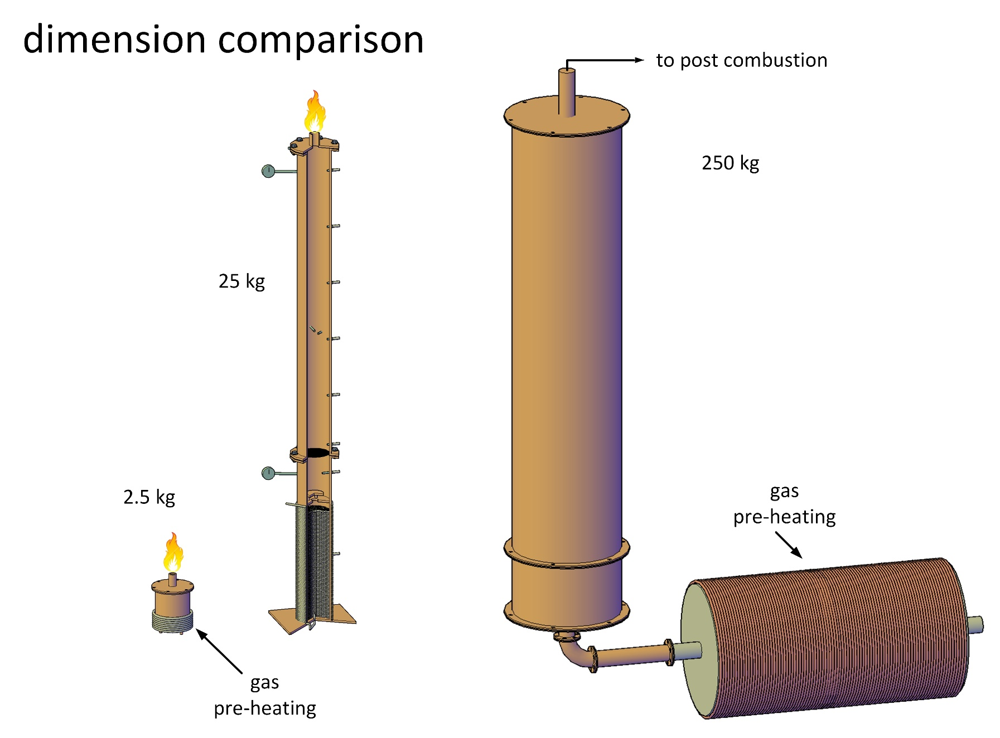 dimension comparison
to post combustion
250 kg
25 kg
2.5 kg
gas
pre-heating
gas
pre-heating